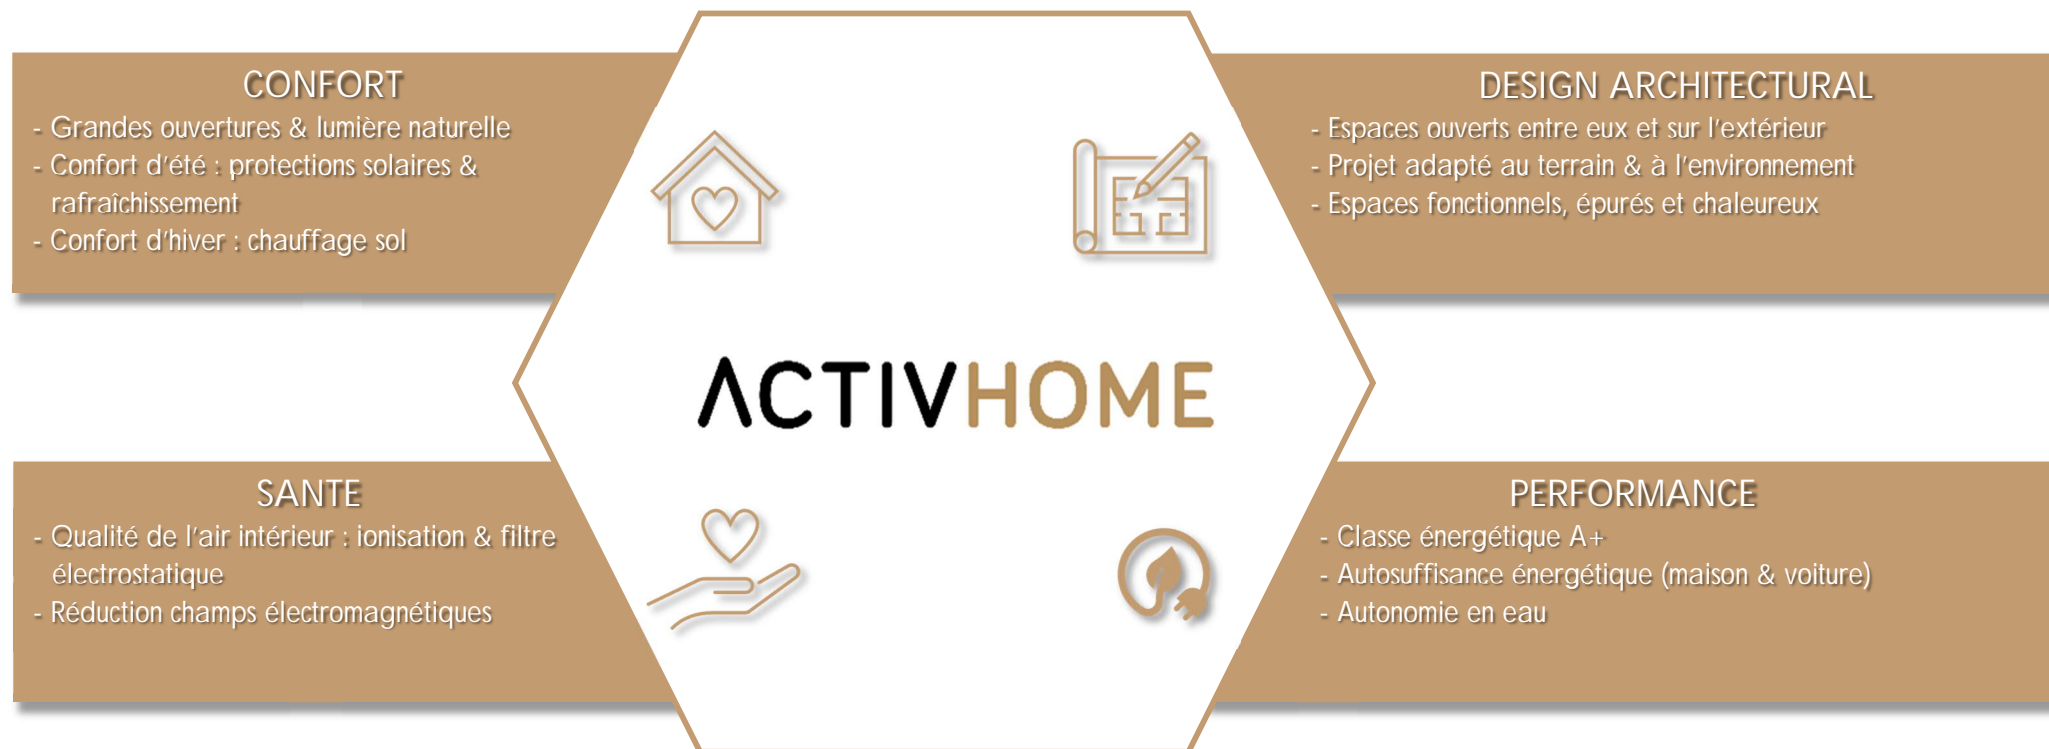 CONFORT
- Grandes ouvertures & lumière naturelle
- Confort d'été : protections solaires &
rafraîchissement
- Confort d'hiver : chauffage sol
DESIGN ARCHITECTURAL
- Espaces ouverts entre eux et sur l'extérieur
- Projet adapté au terrain & à l'environnement
- Espaces fonctionnels, épurés et chaleureux
ACTIVHOME
SANTE
- Qualité de l'air intérieur : ionisation & filtre
électrostatique
- Réduction champs électromagnétiques
PERFORMANCE
- Classe énergétique A+
- Autosuffisance énergétique (maison & voiture)
- Autonomie en eau